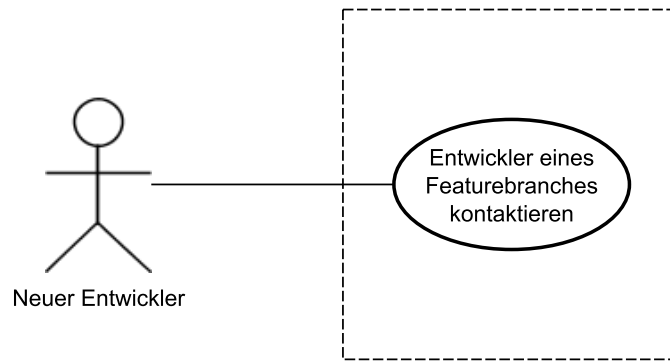 Entwickler eines
Featurebranches
kontaktieren
Neuer Entwickler